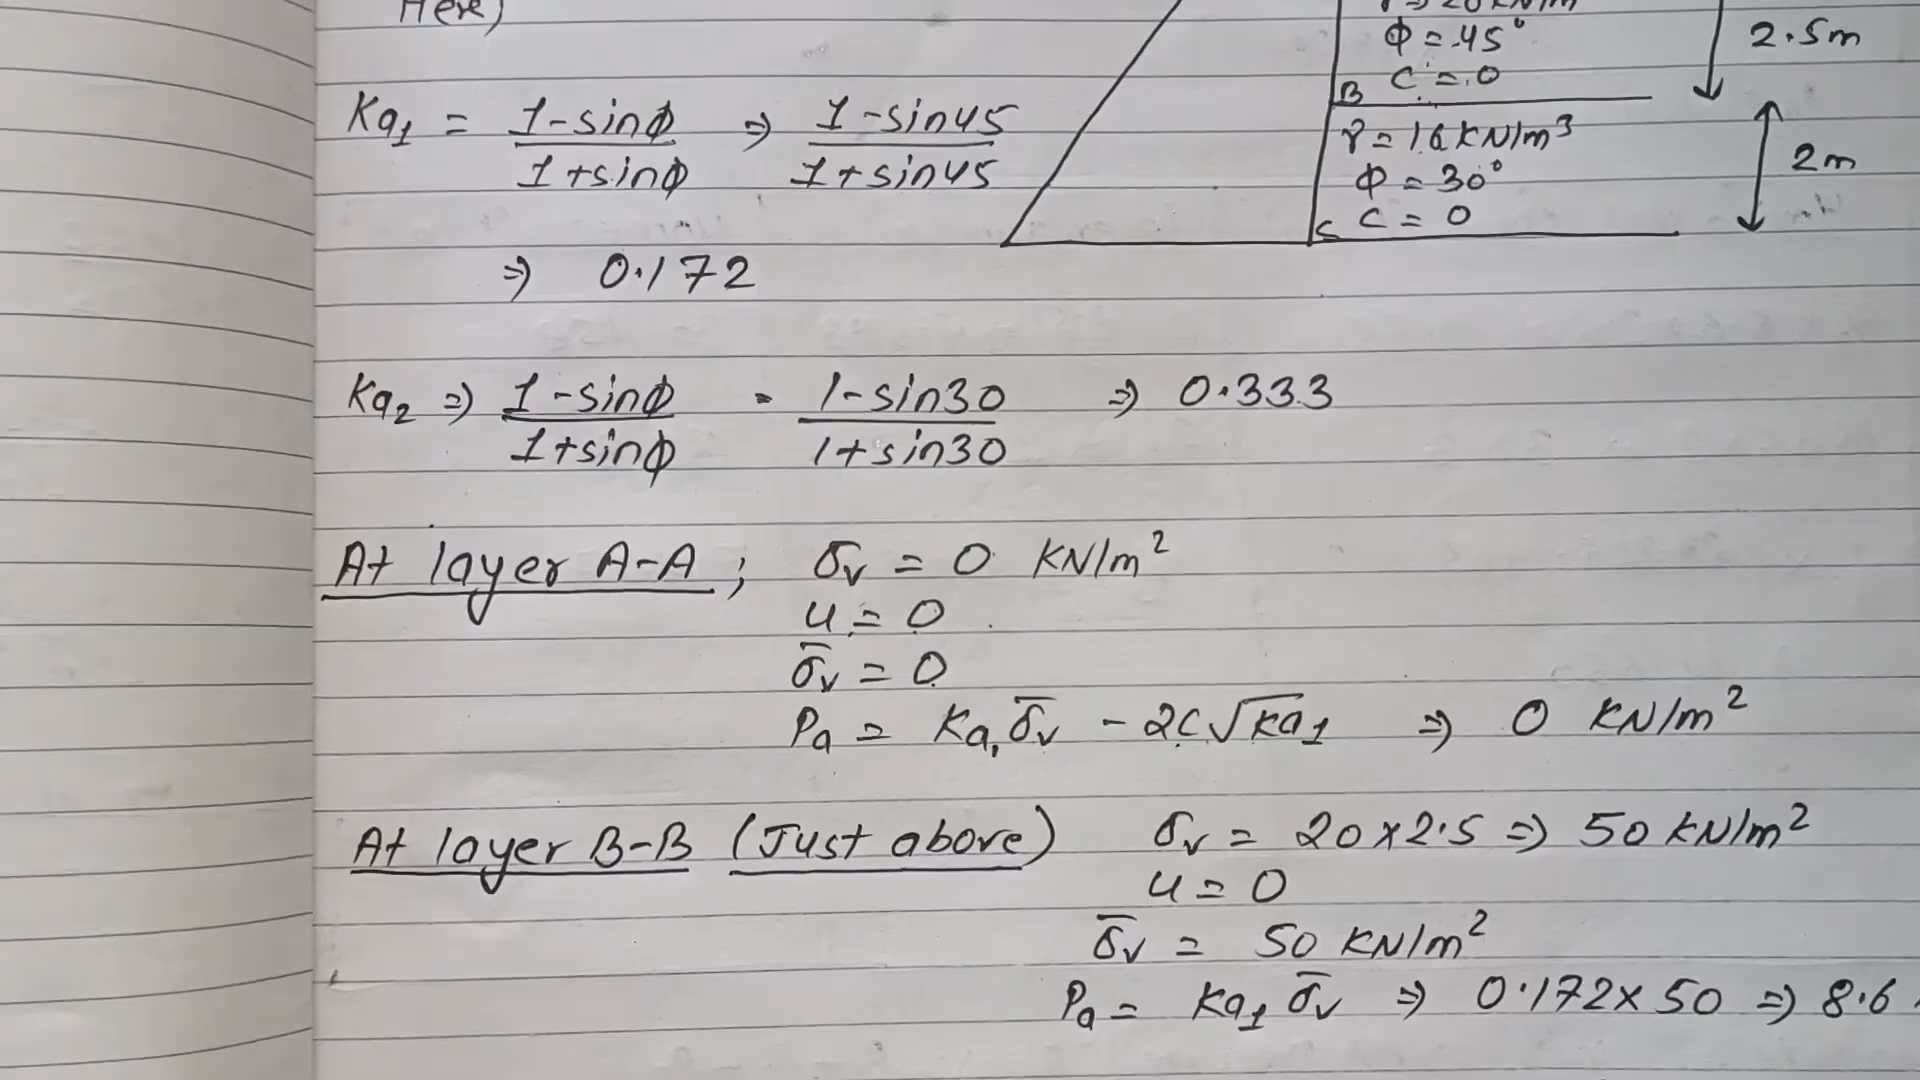 Here)
γ => 20 KN/m
ϕ = 45°
C = 0
2.5m
B
γ = 16 KN/m³
ϕ = 30°
C = 0
2m
C
Ka1 = 1-sinϕ / 1+sinϕ => 1-sin45 / 1+sin45
=> 0.172
Ka2 => 1-sinϕ / 1+sinϕ = 1-sin30 / 1+sin30 => 0.333
At layer A-A ; σv = 0 KN/m²
u = 0
σ̄v = 0
Pa = Ka1 σ̄v - 2C√Ka1 => 0 KN/m²
At layer B-B (Just above) σv = 20×2.5 => 50 KN/m²
u = 0
σ̄v = 50 KN/m²
Pa = Ka1 σ̄v => 0.172×50 => 8.6